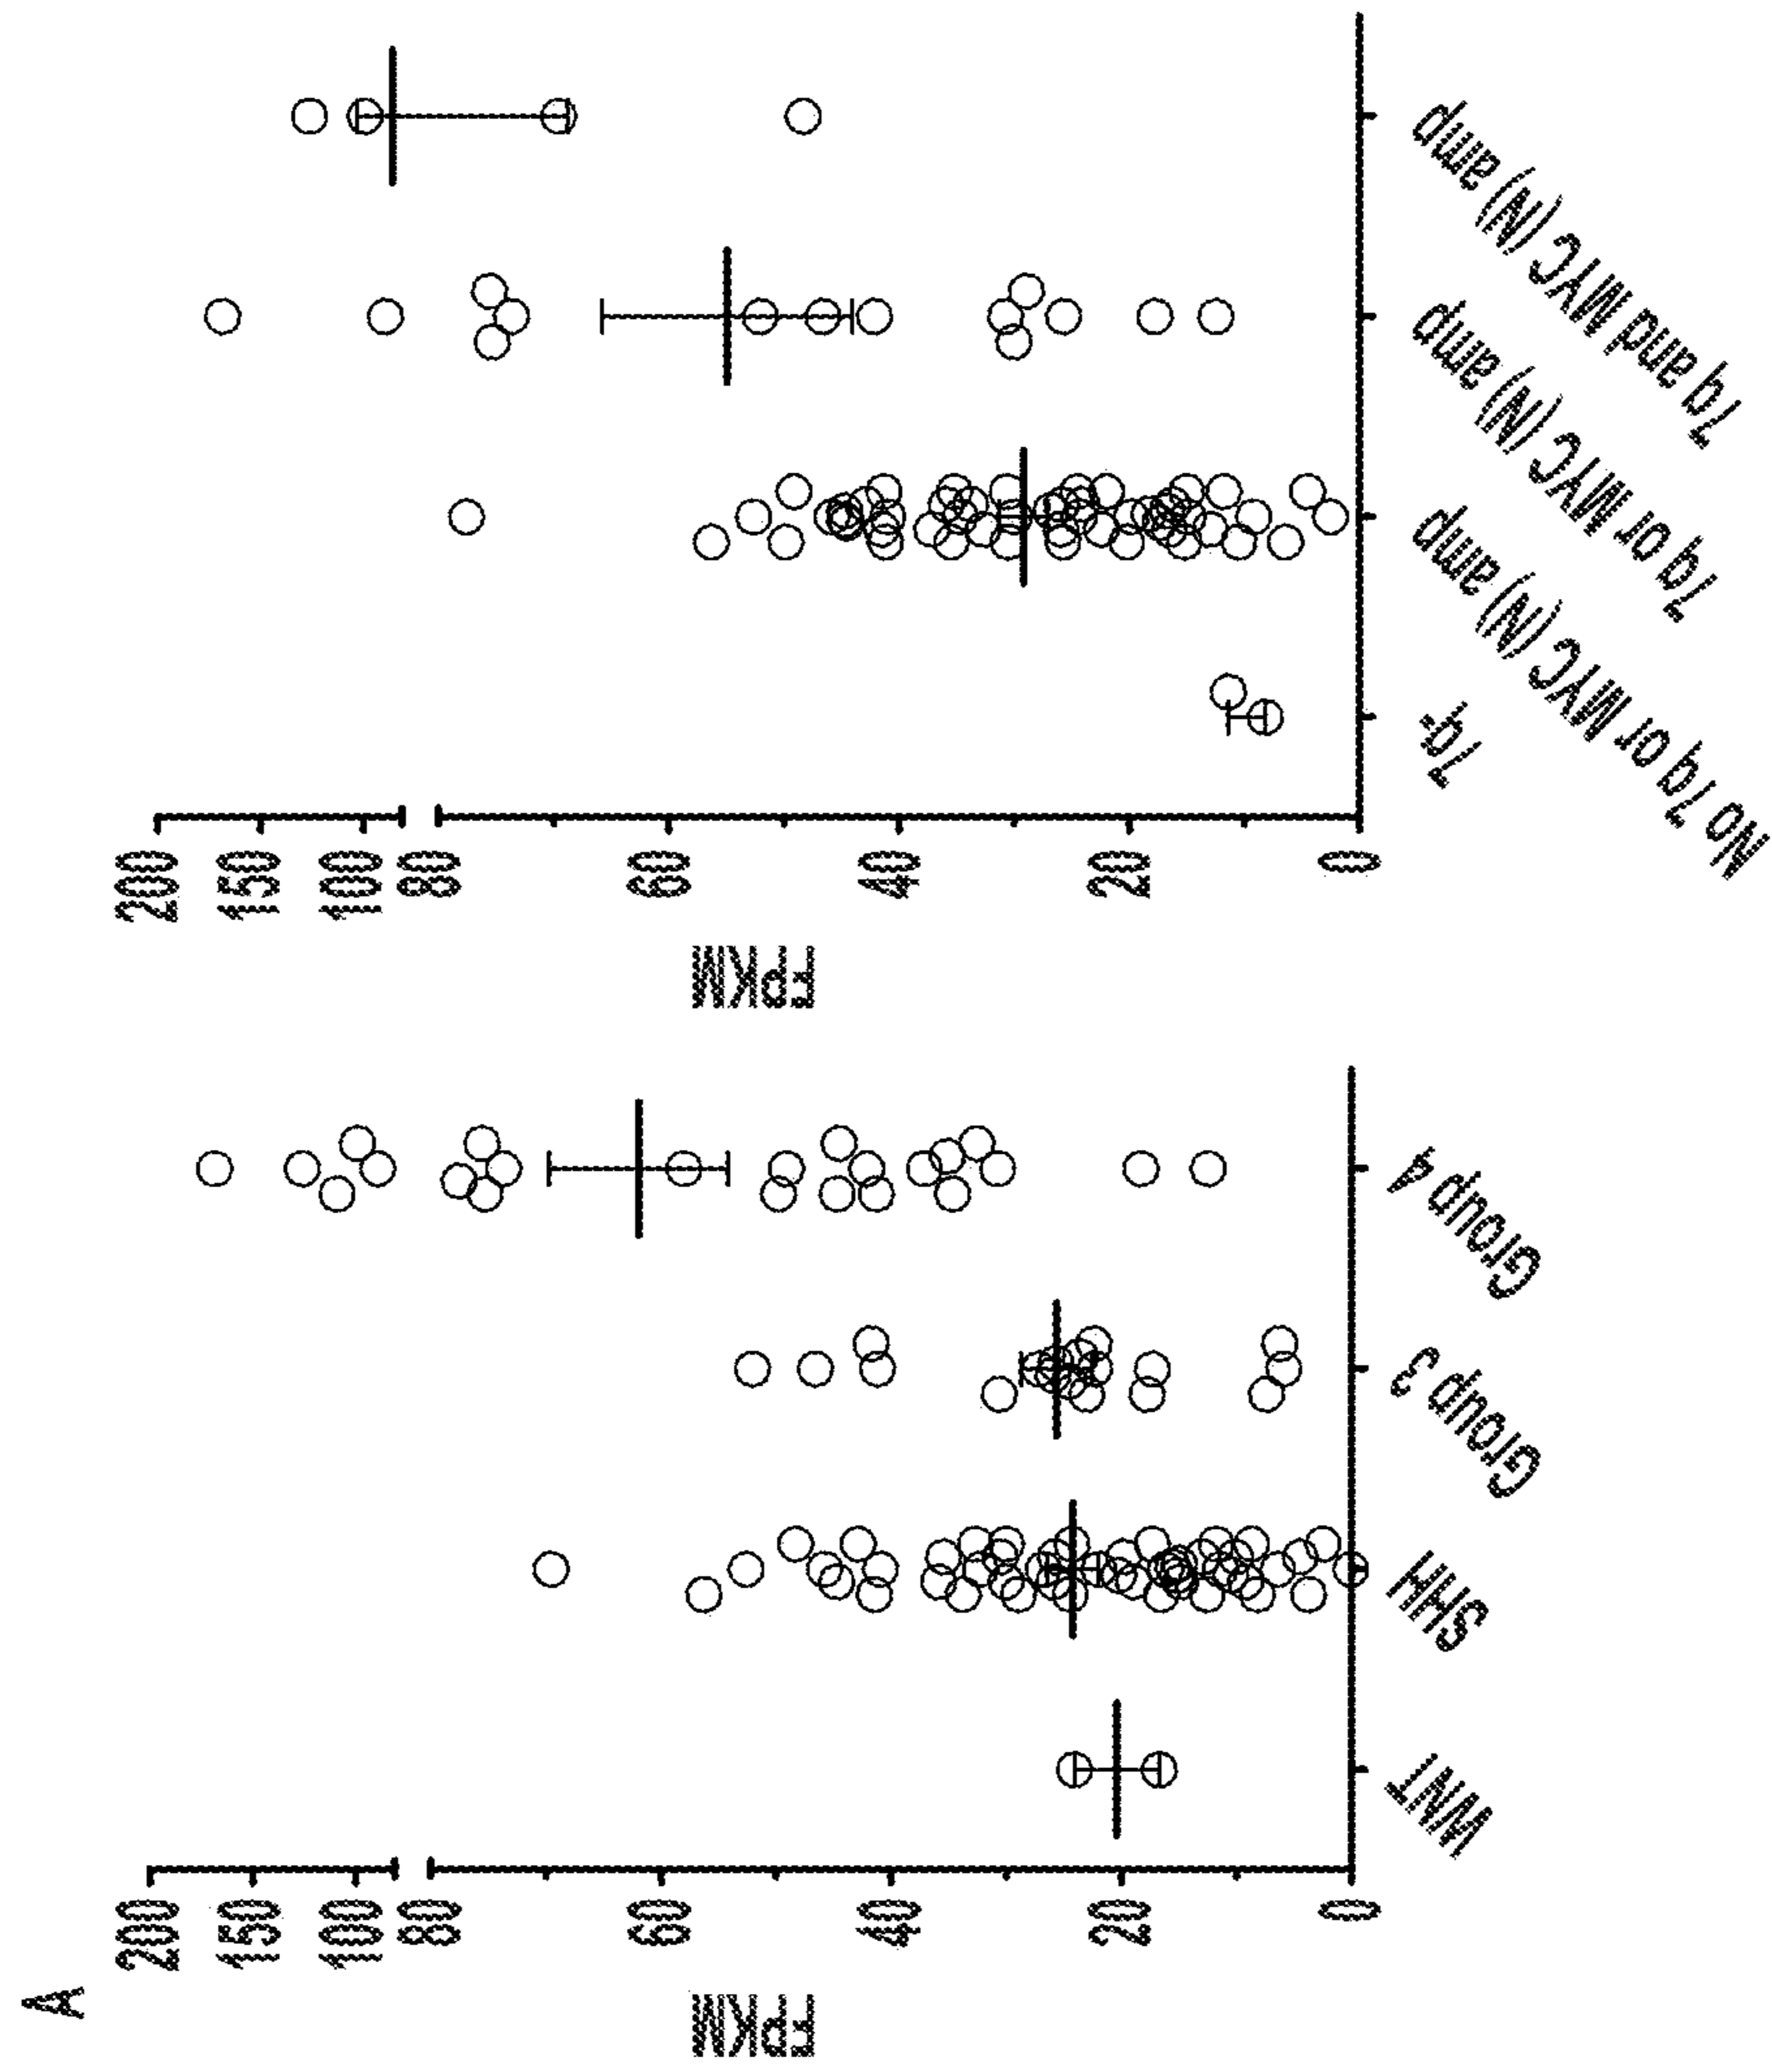 A
FPKM
200
150
100
80
60
40
20
0
WNT
SHH
Group 3
Group 4
FPKM
200
150
100
80
60
40
20
0
7q-
No 7q or MYC (N) amp
7q or MYC (N) amp
7q and MYC (N) amp